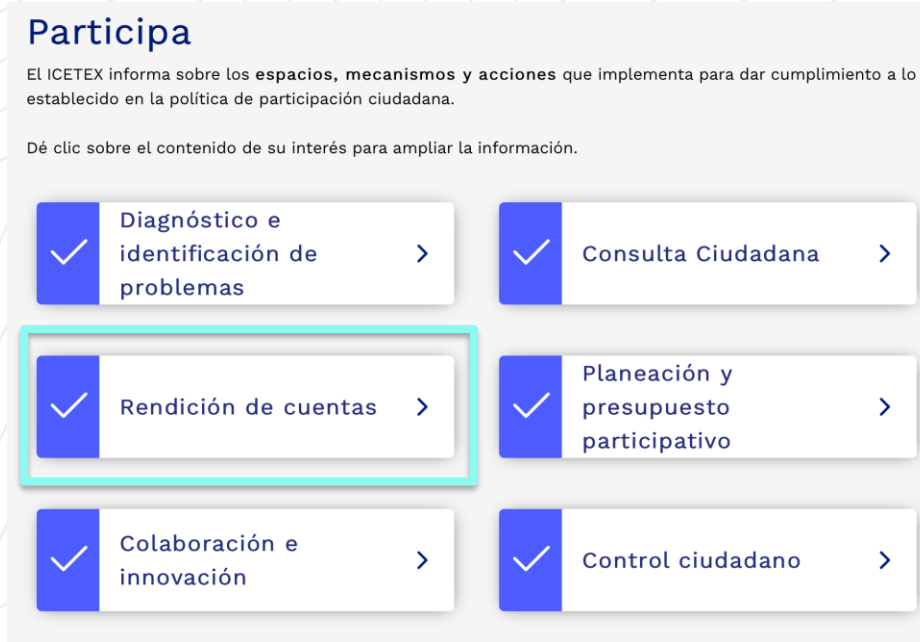 Participa
El ICETEX informa sobre los espacios, mecanismos y acciones que implementa para dar cumplimiento a lo
establecido en la política de participación ciudadana.
Dé clic sobre el contenido de su interés para ampliar la información.
Diagnóstico e
identificación de
problemas
Consulta Ciudadana
Rendición de cuentas
Planeación y
presupuesto
participativo
Colaboración e
innovación
Control ciudadano